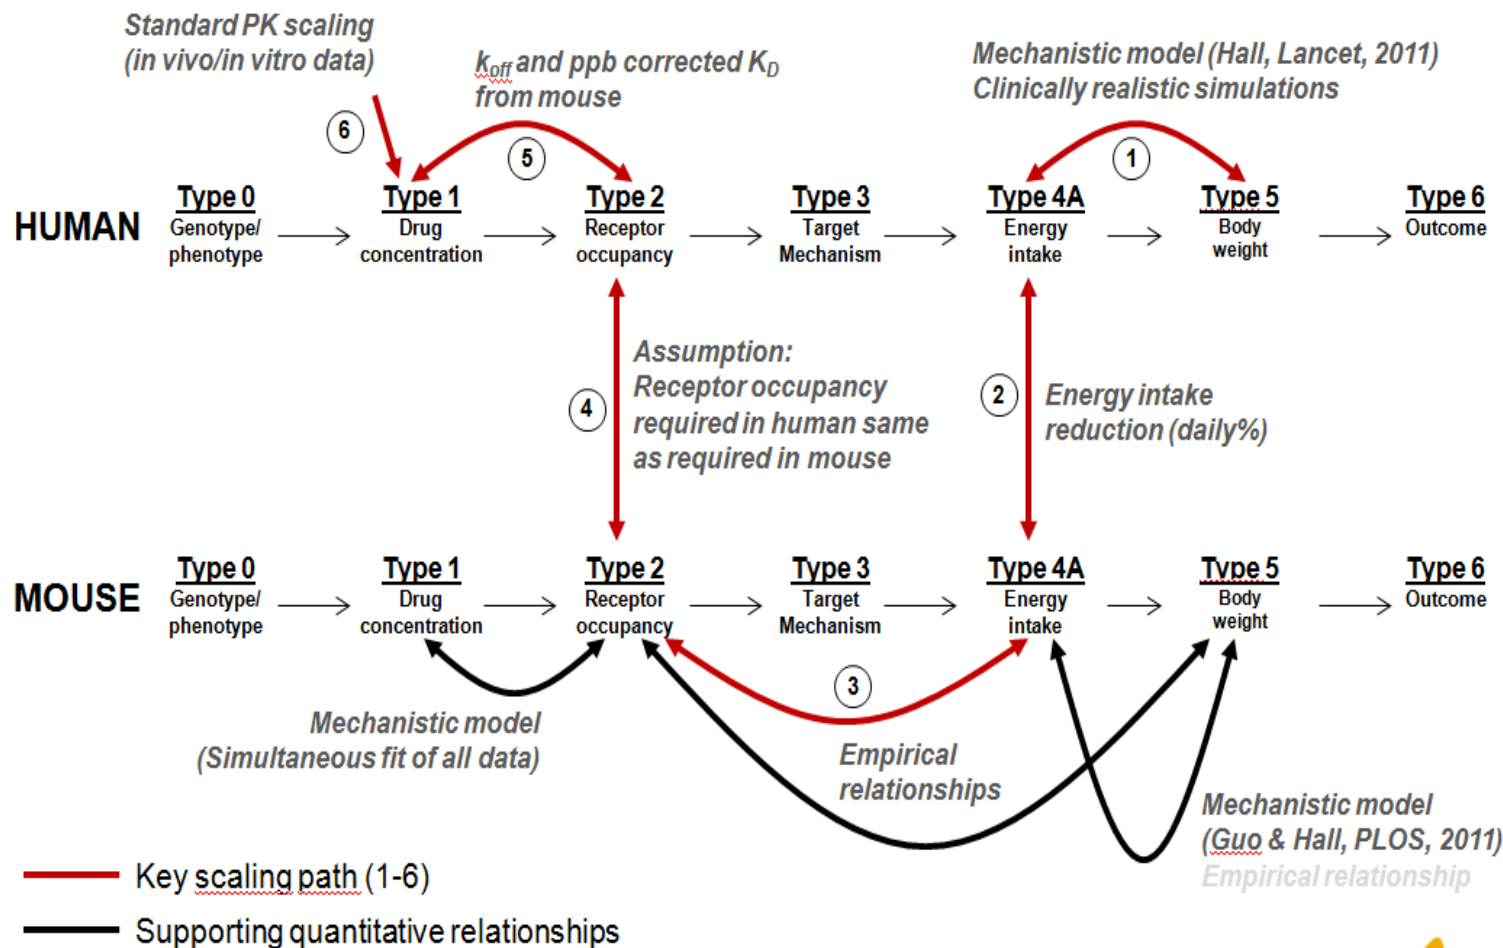 Standard PK scaling
(in vivo/in vitro data)
koff and ppb corrected KD
from mouse
Mechanistic model (Hall, Lancet, 2011)
Clinically realistic simulations
6
5
1
HUMAN
Type 0
Genotype/
phenotype
Type 1
Drug
concentration
Type 2
Receptor
occupancy
Type 3
Target
Mechanism
Type 4A
Energy
intake
Type 5
Body
weight
Type 6
Outcome
4
Assumption:
Receptor occupancy
required in human same
as required in mouse
2
Energy intake
reduction (daily%)
MOUSE
Type 0
Genotype/
phenotype
Type 1
Drug
concentration
Type 2
Receptor
occupancy
Type 3
Target
Mechanism
Type 4A
Energy
intake
Type 5
Body
weight
Type 6
Outcome
3
Mechanistic model
(Simultaneous fit of all data)
Empirical
relationships
Mechanistic model
(Guo & Hall, PLOS, 2011)
Empirical relationship
Key scaling path (1-6)
Supporting quantitative relationships